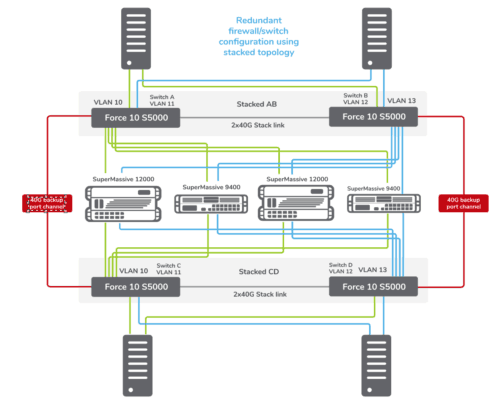 Redundant
firewall/switch
configuration using
stacked topology
VLAN 10
Switch A
VLAN 11
Stacked AB
Switch B
VLAN 12
VLAN 13
Force 10 S5000
2x40G Stack link
Force 10 S5000
SuperMassive 12000
SuperMassive 9400
SuperMassive 12000
SuperMassive 9400
40G backup
port channel
40G backup
port channel
VLAN 10
Switch C
VLAN 11
Stacked CD
Switch D
VLAN 12
VLAN 13
Force 10 S5000
2x40G Stack link
Force 10 S5000